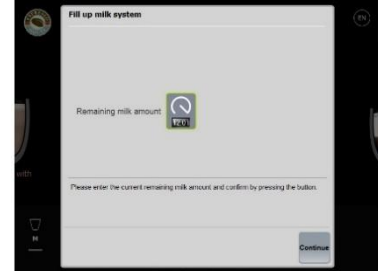 Fill up milk system
EN
Remaining milk amount
with
Please enter the current remaining milk amount and confirm by pressing the button.
M
Continue